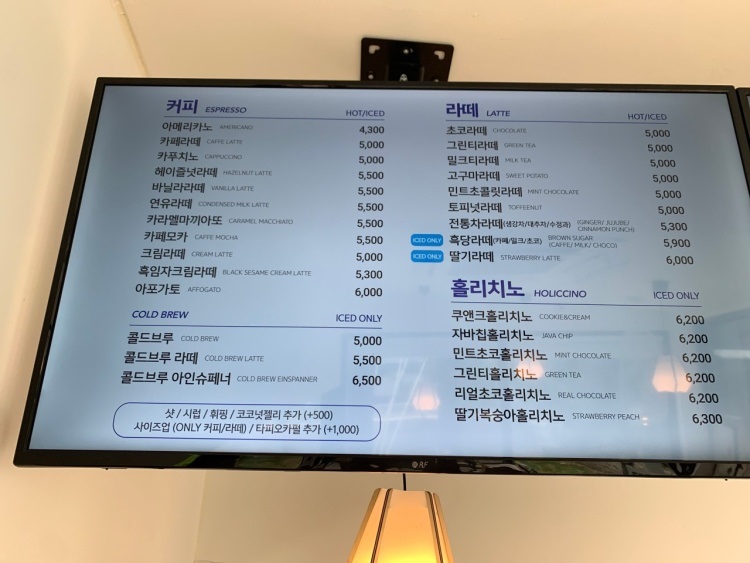 커피 ESPRESSO HOT/ICED
아메리카노 AMERICANO 4,300
카페라떼 CAFFE LATTE 5,000
카푸치노 CAPPUCCINO 5,000
헤이즐넛라떼 HAZELNUT LATTE 5,500
바닐라라떼 VANILLA LATTE 5,500
연유라떼 CONDENSED MILK LATTE 5,500
카라멜마끼아또 CARAMEL MACCHIATO 5,500
카페모카 CAFFE MOCHA 5,500
크림라떼 CREAM LATTE 5,000
흑임자크림라떼 BLACK SESAME CREAM LATTE 5,300
아포가토 AFFOGATO 6,000
COLD BREW ICED ONLY
콜드브루 COLD BREW 5,000
콜드브루 라떼 COLD BREW LATTE 5,500
콜드브루 아인슈페너 COLD BREW EINSPANNER 6,500
샷 / 시럽 / 휘핑 / 코코넛젤리 추가 (+500)
사이즈업 (ONLY 커피/라떼) / 타피오카펄 추가 (+1,000)
라떼 LATTE HOT/ICED
초코라떼 CHOCOLATE 5,000
그린티라떼 GREEN TEA 5,000
밀크티라떼 MILK TEA 5,000
고구마라떼 SWEET POTATO 5,000
민트초콜릿라떼 MINT CHOCOLATE 5,000
토피넛라떼 TOFFEENUT 5,000
전통차라떼(생강차/대추차/수정과) (GINGER/ JUJUBE/ CINNAMON PUNCH) 5,300
ICED ONLY 흑당라떼(카페/밀크/초코) BROWN SUGAR (CAFFE/ MILK/ CHOCO) 5,900
ICED ONLY 딸기라떼 STRAWBERRY LATTE 6,000
홀리치노 HOLICCINO ICED ONLY
쿠앤크홀리치노 COOKIE&CREAM 6,200
자바칩홀리치노 JAVA CHIP 6,200
민트초코홀리치노 MINT CHOCOLATE 6,200
그린티홀리치노 GREEN TEA 6,200
리얼초코홀리치노 REAL CHOCOLATE 6,200
딸기복숭아홀리치노 STRAWBERRY PEACH 6,300